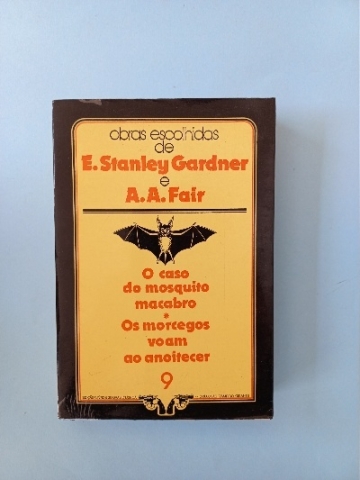 obras escolhidas
de
E. Stanley Gardner
e
A.A. Fair
O caso
do mosquito
macabro
*
Os morcegos
voam
ao anoitecer
9